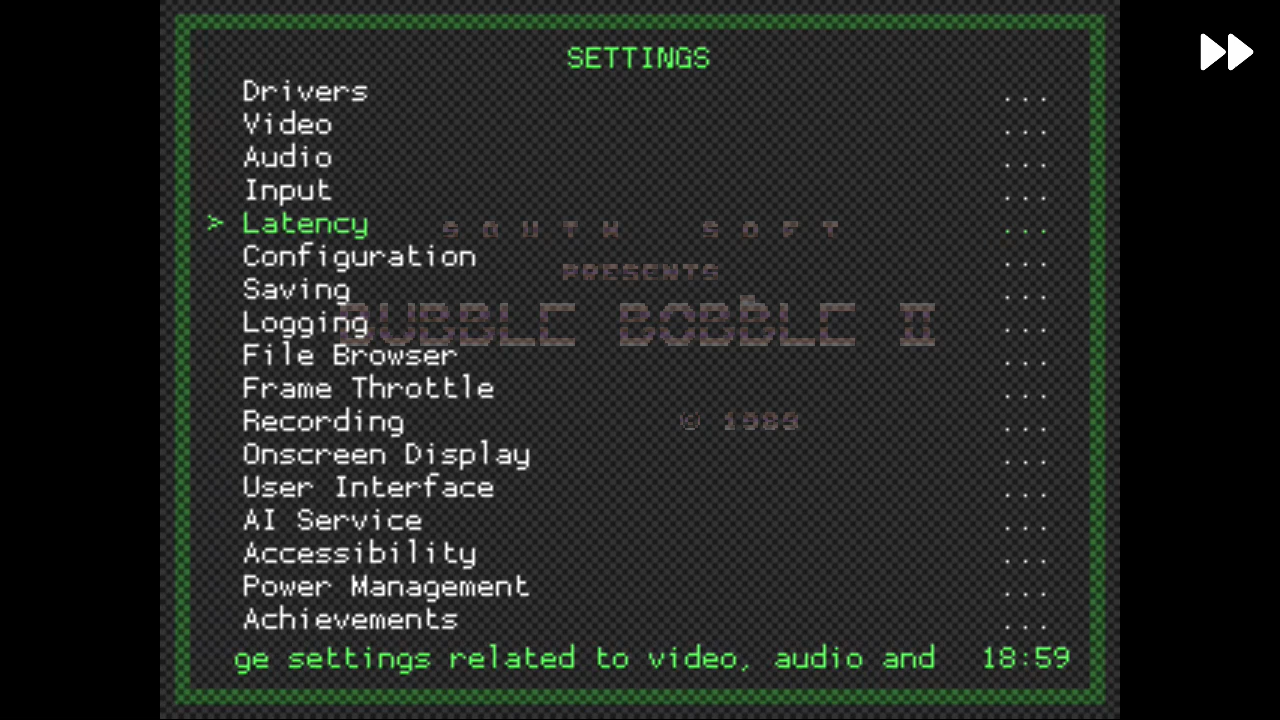 SETTINGS
Drivers ...
Video ...
Audio ...
Input ...
> Latency ...
SOUTH SOFT
Configuration ...
PRESENTS
Saving ...
BUBBLE BOBBLE II
Logging ...
File Browser ...
Frame Throttle ...
Recording ...
© 1989
Onscreen Display ...
User Interface ...
AI Service ...
Accessibility ...
Power Management ...
Achievements ...
ge settings related to video, audio and 18:59